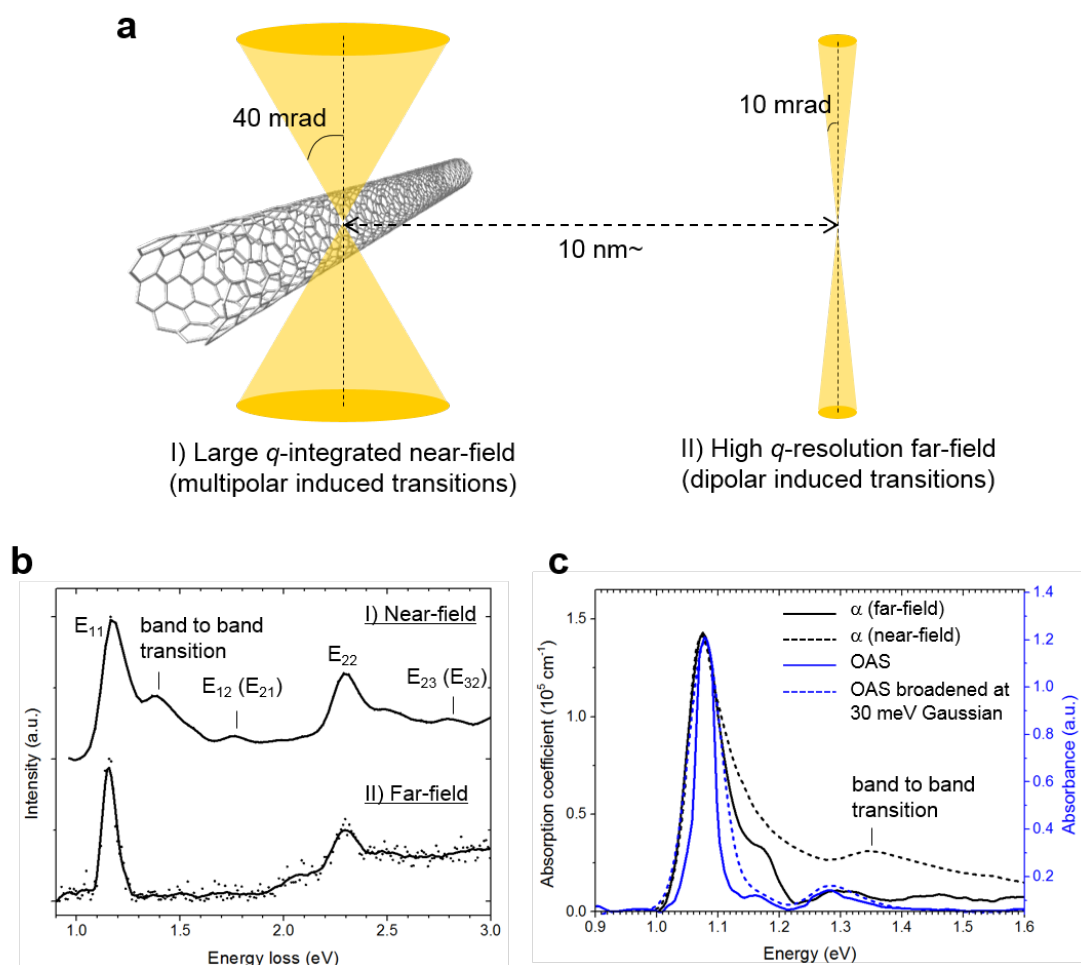 a
40 mrad
10 mrad
10 nm~
I) Large q-integrated near-field
(multipolar induced transitions)
II) High q-resolution far-field
(dipolar induced transitions)
b
E₁₁
band to band
transition
I) Near-field
E₁₂ (E₂₁)
E₂₂
E₂₃ (E₃₂)
II) Far-field
Intensity (a.u.)
1.0 1.5 2.0 2.5 3.0
Energy loss (eV)
c
α (far-field)
α (near-field)
OAS
OAS broadened at
30 meV Gaussian
band to band
transition
Absorption coefficient (10⁵ cm⁻¹)
1.5
1.0
0.5
0.0
0.9 1.0 1.1 1.2 1.3 1.4 1.5 1.6
Energy (eV)
1.4
1.2
1.0
0.8
0.6
0.4
0.2
Absorbance (a.u.)